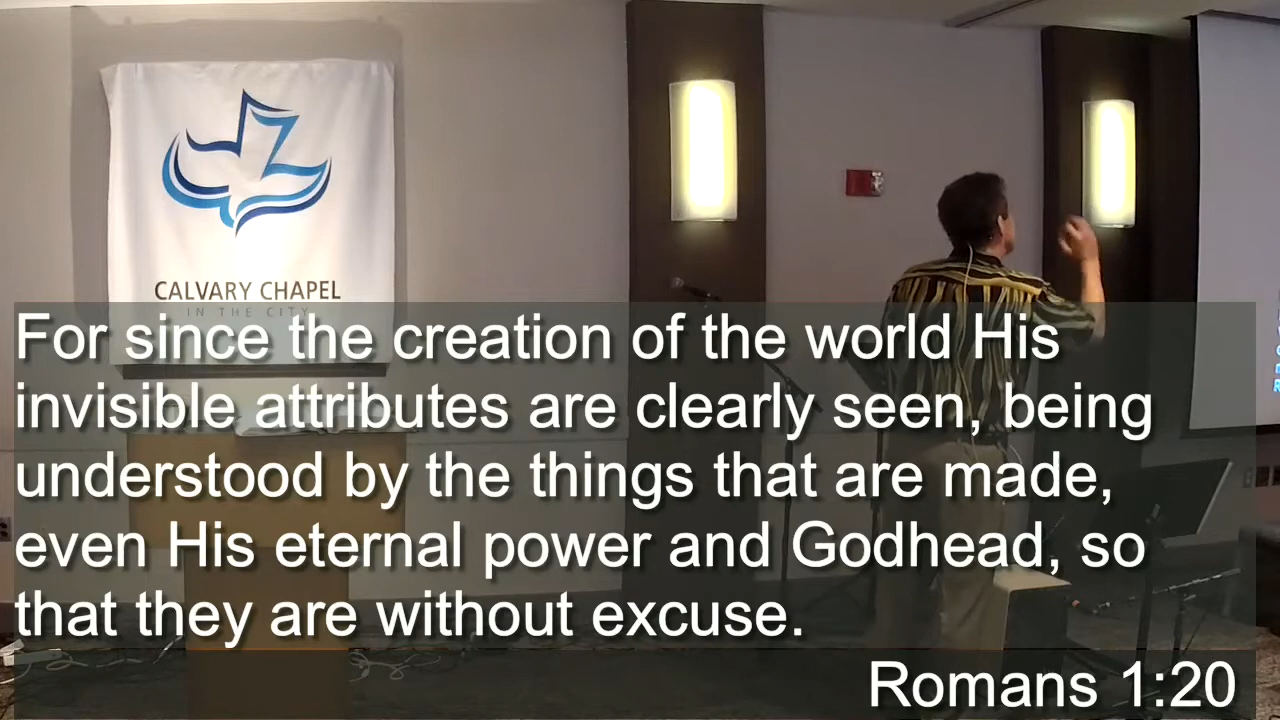 CALVARY CHAPEL
IN THE CITY
For since the creation of the world His
invisible attributes are clearly seen, being
understood by the things that are made,
even His eternal power and Godhead, so
that they are without excuse.
Romans 1:20